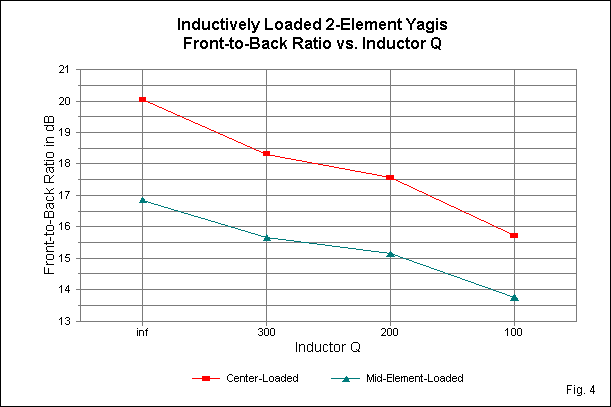 Inductively Loaded 2-Element Yagis
Front-to-Back Ratio vs. Inductor Q
Front-to-Back Ratio in dB
21
20
19
18
17
16
15
14
13
inf
300
200
100
Inductor Q
Center-Loaded
Mid-Element-Loaded
Fig. 4